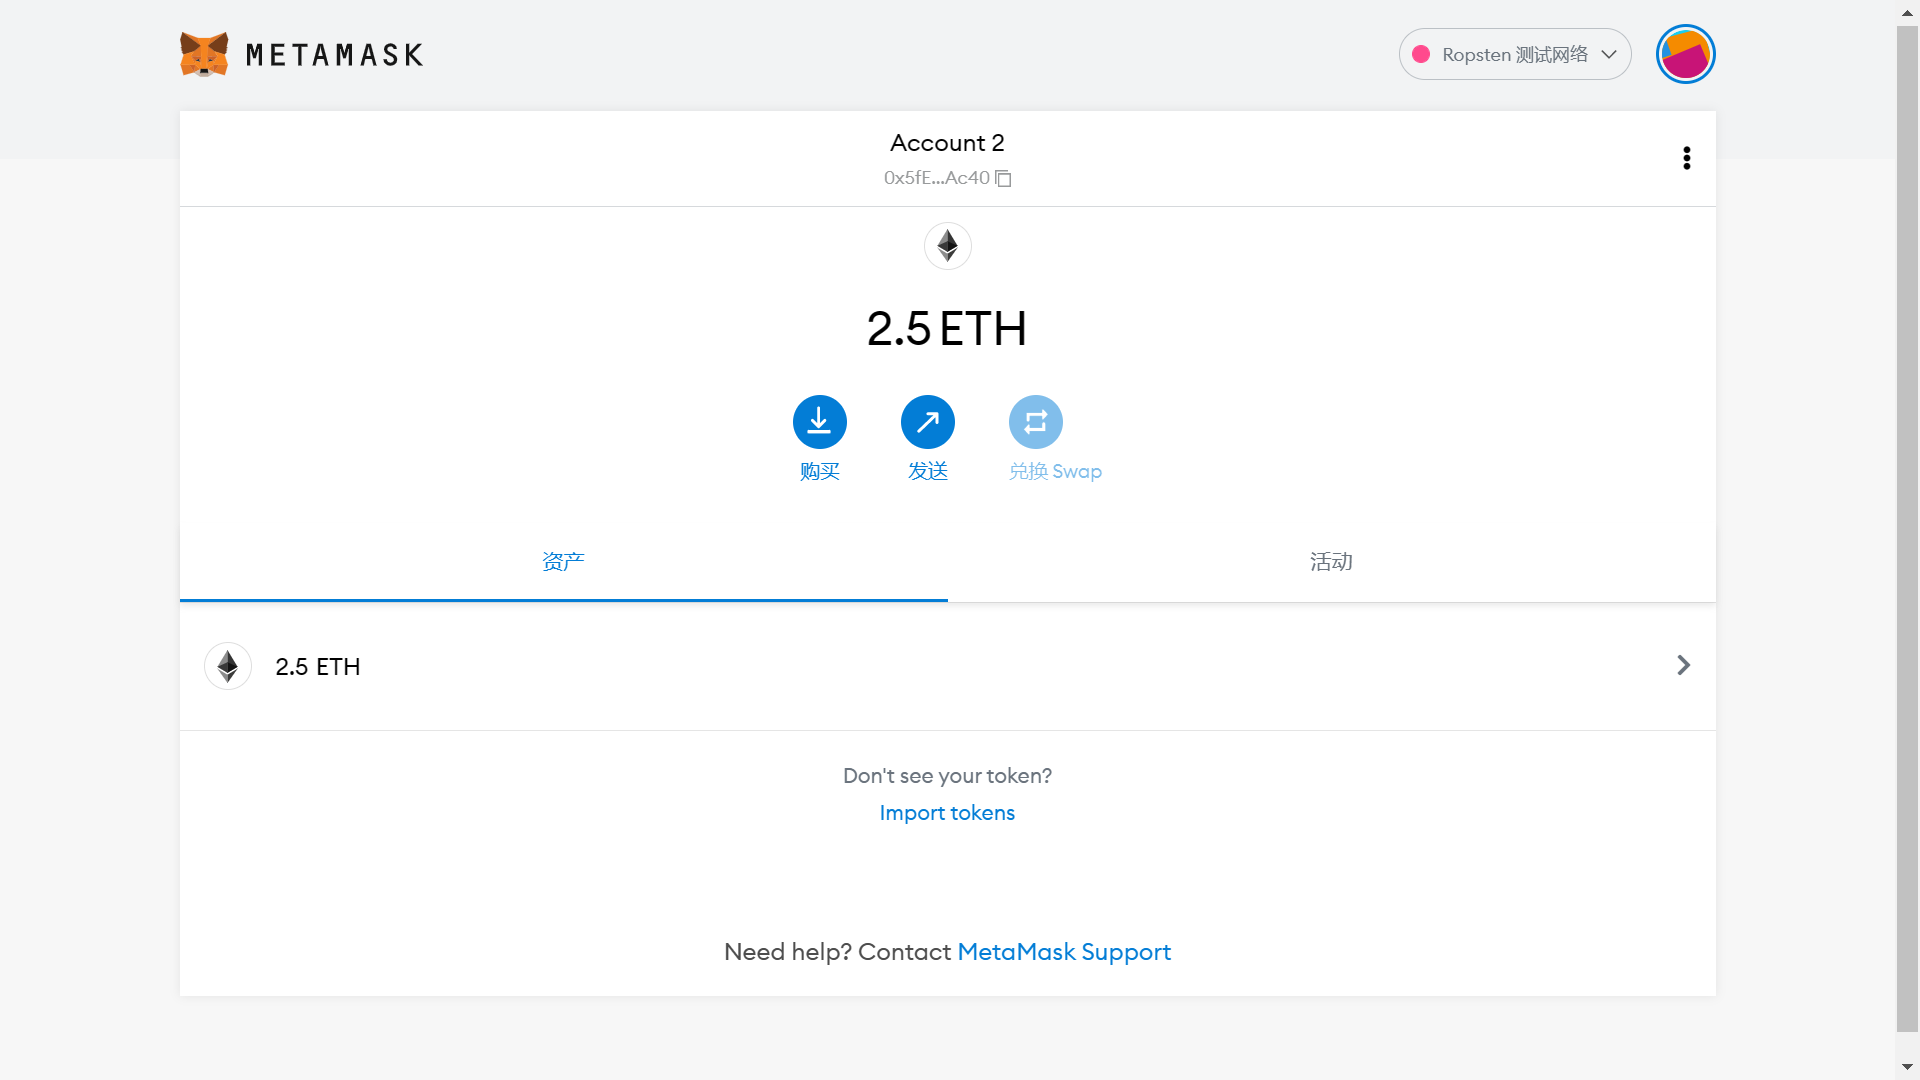 METAMASK
Ropsten 测试网络
Account 2
0x5fE...Ac40
2.5 ETH
购买
发送
兑换 Swap
资产
活动
2.5 ETH
Don't see your token?
Import tokens
Need help? Contact MetaMask Support